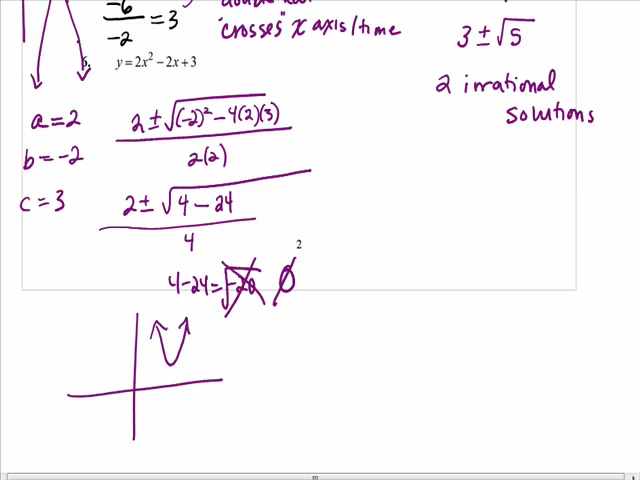 -6/-2 = 3
"crosses" x axis/time
3 ± √5
2 irrational
solutions
y = 2x² − 2x + 3
a = 2
b = -2
c = 3
2 ± √((-2)² - 4(2)(3))
2(2)
2 ± √(4 - 24)
4
2
4-24 = √-20 Ø